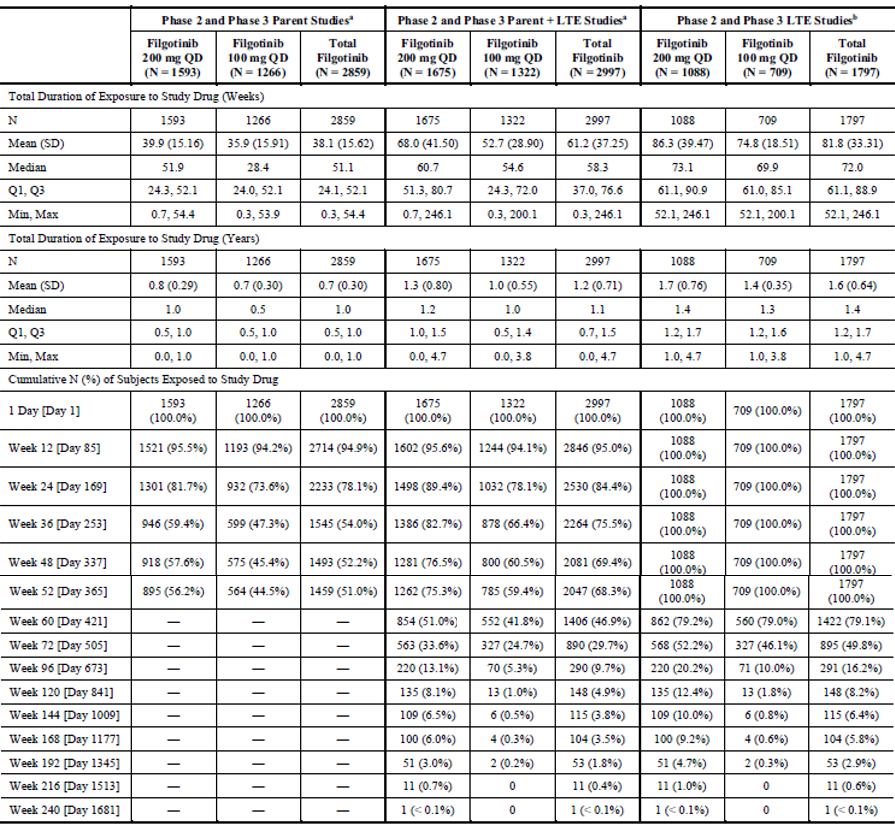 Phase 2 and Phase 3 Parent Studiesᵃ | Phase 2 and Phase 3 Parent + LTE Studiesᵃ | Phase 2 and Phase 3 LTE Studiesᵇ
Filgotinib 200 mg QD (N = 1593) | Filgotinib 100 mg QD (N = 1266) | Total Filgotinib (N = 2859) | Filgotinib 200 mg QD (N = 1675) | Filgotinib 100 mg QD (N = 1322) | Total Filgotinib (N = 2997) | Filgotinib 200 mg QD (N = 1088) | Filgotinib 100 mg QD (N = 709) | Total Filgotinib (N = 1797)
Total Duration of Exposure to Study Drug (Weeks)
N | 1593 | 1266 | 2859 | 1675 | 1322 | 2997 | 1088 | 709 | 1797
Mean (SD) | 39.9 (15.16) | 35.9 (15.91) | 38.1 (15.62) | 68.0 (41.50) | 52.7 (28.90) | 61.2 (37.25) | 86.3 (39.47) | 74.8 (18.51) | 81.8 (33.31)
Median | 51.9 | 28.4 | 51.1 | 60.7 | 54.6 | 58.3 | 73.1 | 69.9 | 72.0
Q1, Q3 | 24.3, 52.1 | 24.0, 52.1 | 24.1, 52.1 | 51.3, 80.7 | 24.3, 72.0 | 37.0, 76.6 | 61.1, 90.9 | 61.0, 85.1 | 61.1, 88.9
Min, Max | 0.7, 54.4 | 0.3, 53.9 | 0.3, 54.4 | 0.7, 246.1 | 0.3, 200.1 | 0.3, 246.1 | 52.1, 246.1 | 52.1, 200.1 | 52.1, 246.1
Total Duration of Exposure to Study Drug (Years)
N | 1593 | 1266 | 2859 | 1675 | 1322 | 2997 | 1088 | 709 | 1797
Mean (SD) | 0.8 (0.29) | 0.7 (0.30) | 0.7 (0.30) | 1.3 (0.80) | 1.0 (0.55) | 1.2 (0.71) | 1.7 (0.76) | 1.4 (0.35) | 1.6 (0.64)
Median | 1.0 | 0.5 | 1.0 | 1.2 | 1.0 | 1.1 | 1.4 | 1.3 | 1.4
Q1, Q3 | 0.5, 1.0 | 0.5, 1.0 | 0.5, 1.0 | 1.0, 1.5 | 0.5, 1.4 | 0.7, 1.5 | 1.2, 1.7 | 1.2, 1.6 | 1.2, 1.7
Min, Max | 0.0, 1.0 | 0.0, 1.0 | 0.0, 1.0 | 0.0, 4.7 | 0.0, 3.8 | 0.0, 4.7 | 1.0, 4.7 | 1.0, 3.8 | 1.0, 4.7
Cumulative N (%) of Subjects Exposed to Study Drug
1 Day [Day 1] | 1593 (100.0%) | 1266 (100.0%) | 2859 (100.0%) | 1675 (100.0%) | 1322 (100.0%) | 2997 (100.0%) | 1088 (100.0%) | 709 (100.0%) | 1797 (100.0%)
Week 12 [Day 85] | 1521 (95.5%) | 1193 (94.2%) | 2714 (94.9%) | 1602 (95.6%) | 1244 (94.1%) | 2846 (95.0%) | 1088 (100.0%) | 709 (100.0%) | 1797 (100.0%)
Week 24 [Day 169] | 1301 (81.7%) | 932 (73.6%) | 2233 (78.1%) | 1498 (89.4%) | 1032 (78.1%) | 2530 (84.4%) | 1088 (100.0%) | 709 (100.0%) | 1797 (100.0%)
Week 36 [Day 253] | 946 (59.4%) | 599 (47.3%) | 1545 (54.0%) | 1386 (82.7%) | 878 (66.4%) | 2264 (75.5%) | 1088 (100.0%) | 709 (100.0%) | 1797 (100.0%)
Week 48 [Day 337] | 918 (57.6%) | 575 (45.4%) | 1493 (52.2%) | 1281 (76.5%) | 800 (60.5%) | 2081 (69.4%) | 1088 (100.0%) | 709 (100.0%) | 1797 (100.0%)
Week 52 [Day 365] | 895 (56.2%) | 564 (44.5%) | 1459 (51.0%) | 1262 (75.3%) | 785 (59.4%) | 2047 (68.3%) | 1088 (100.0%) | 709 (100.0%) | 1797 (100.0%)
Week 60 [Day 421] | — | — | — | 854 (51.0%) | 552 (41.8%) | 1406 (46.9%) | 862 (79.2%) | 560 (79.0%) | 1422 (79.1%)
Week 72 [Day 505] | — | — | — | 563 (33.6%) | 327 (24.7%) | 890 (29.7%) | 568 (52.2%) | 327 (46.1%) | 895 (49.8%)
Week 96 [Day 673] | — | — | — | 220 (13.1%) | 70 (5.3%) | 290 (9.7%) | 220 (20.2%) | 71 (10.0%) | 291 (16.2%)
Week 120 [Day 841] | — | — | — | 135 (8.1%) | 13 (1.0%) | 148 (4.9%) | 135 (12.4%) | 13 (1.8%) | 148 (8.2%)
Week 144 [Day 1009] | — | — | — | 109 (6.5%) | 6 (0.5%) | 115 (3.8%) | 109 (10.0%) | 6 (0.8%) | 115 (6.4%)
Week 168 [Day 1177] | — | — | — | 100 (6.0%) | 4 (0.3%) | 104 (3.5%) | 100 (9.2%) | 4 (0.6%) | 104 (5.8%)
Week 192 [Day 1345] | — | — | — | 51 (3.0%) | 2 (0.2%) | 53 (1.8%) | 51 (4.7%) | 2 (0.3%) | 53 (2.9%)
Week 216 [Day 1513] | — | — | — | 11 (0.7%) | 0 | 11 (0.4%) | 11 (1.0%) | 0 | 11 (0.6%)
Week 240 [Day 1681] | — | — | — | 1 (< 0.1%) | 0 | 1 (< 0.1%) | 1 (< 0.1%) | 0 | 1 (< 0.1%)